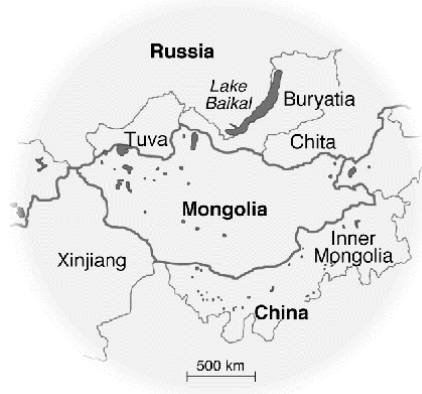 Russia
Lake
Baikal
Buryatia
Tuva
Chita
Mongolia
Xinjiang
Inner
Mongolia
China
500 km